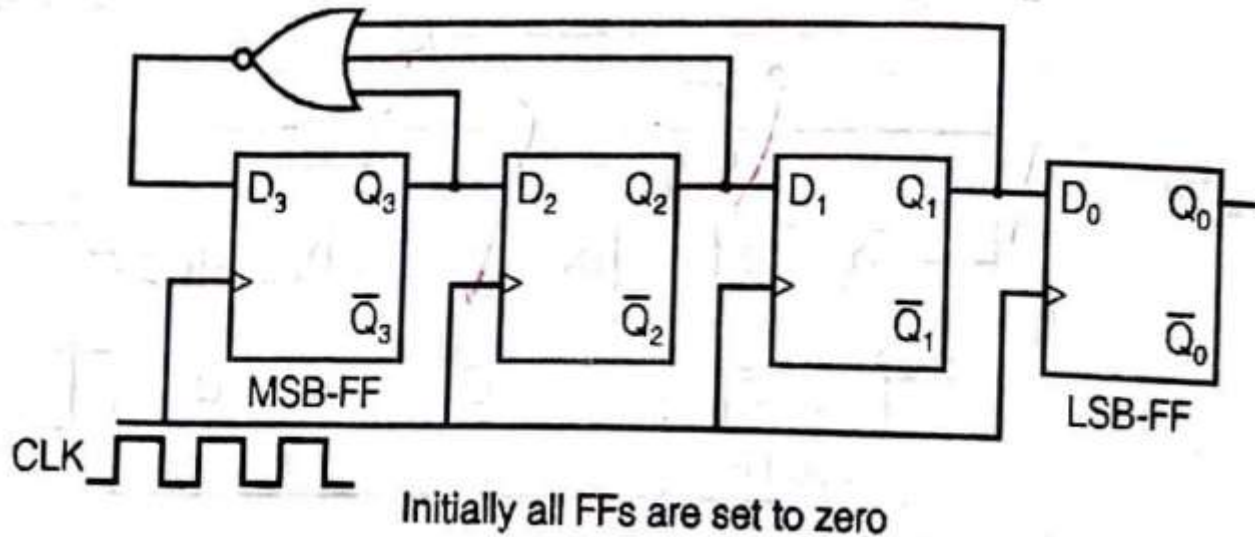 D₃ Q₃ D₂ Q₂ D₁ Q₁ D₀ Q₀
Q̅₃ Q̅₂ Q̅₁ Q̅₀
MSB-FF LSB-FF
CLK
Initially all FFs are set to zero